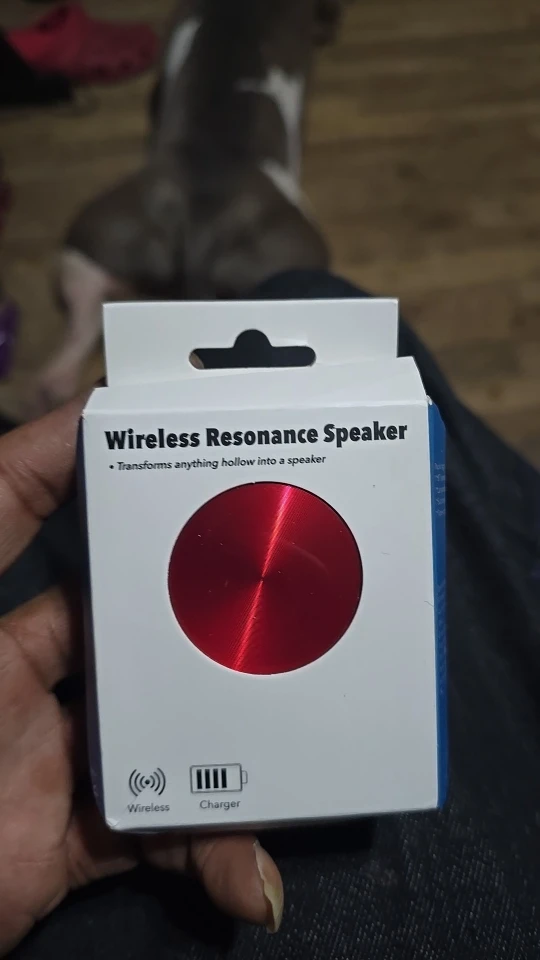 Wireless Resonance Speaker
• Transforms anything hollow into a speaker
Wireless
Charger